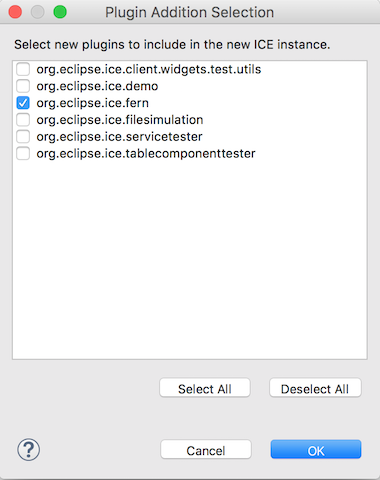 Plugin Addition Selection
Select new plugins to include in the new ICE instance.
org.eclipse.ice.client.widgets.test.utils
org.eclipse.ice.demo
org.eclipse.ice.fern
org.eclipse.ice.filesimulation
org.eclipse.ice.servicetester
org.eclipse.ice.tablecomponenttester
Select All
Deselect All
?
Cancel
OK